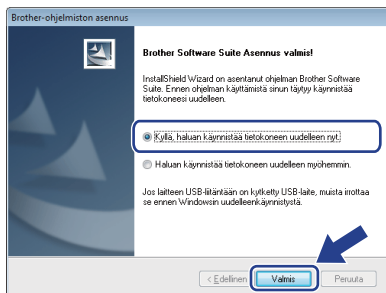 Brother-ohjelmiston asennus
Brother Software Suite Asennus valmis!
InstallShield Wizard on asentanut ohjelman Brother Software
Suite. Ennen ohjelman käyttämistä sinun täytyy käynnistää
tietokoneesi uudelleen.
Kyllä, haluan käynnistää tietokoneen uudelleen nyt.
Haluan käynnistää tietokoneen uudelleen myöhemmin.
Jos laitteen USB-liitäntään on kytketty USB-laite, muista irrottaa
se ennen Windowsin uudelleenkäynnistystä.
< Edellinen Valmis Peruuta